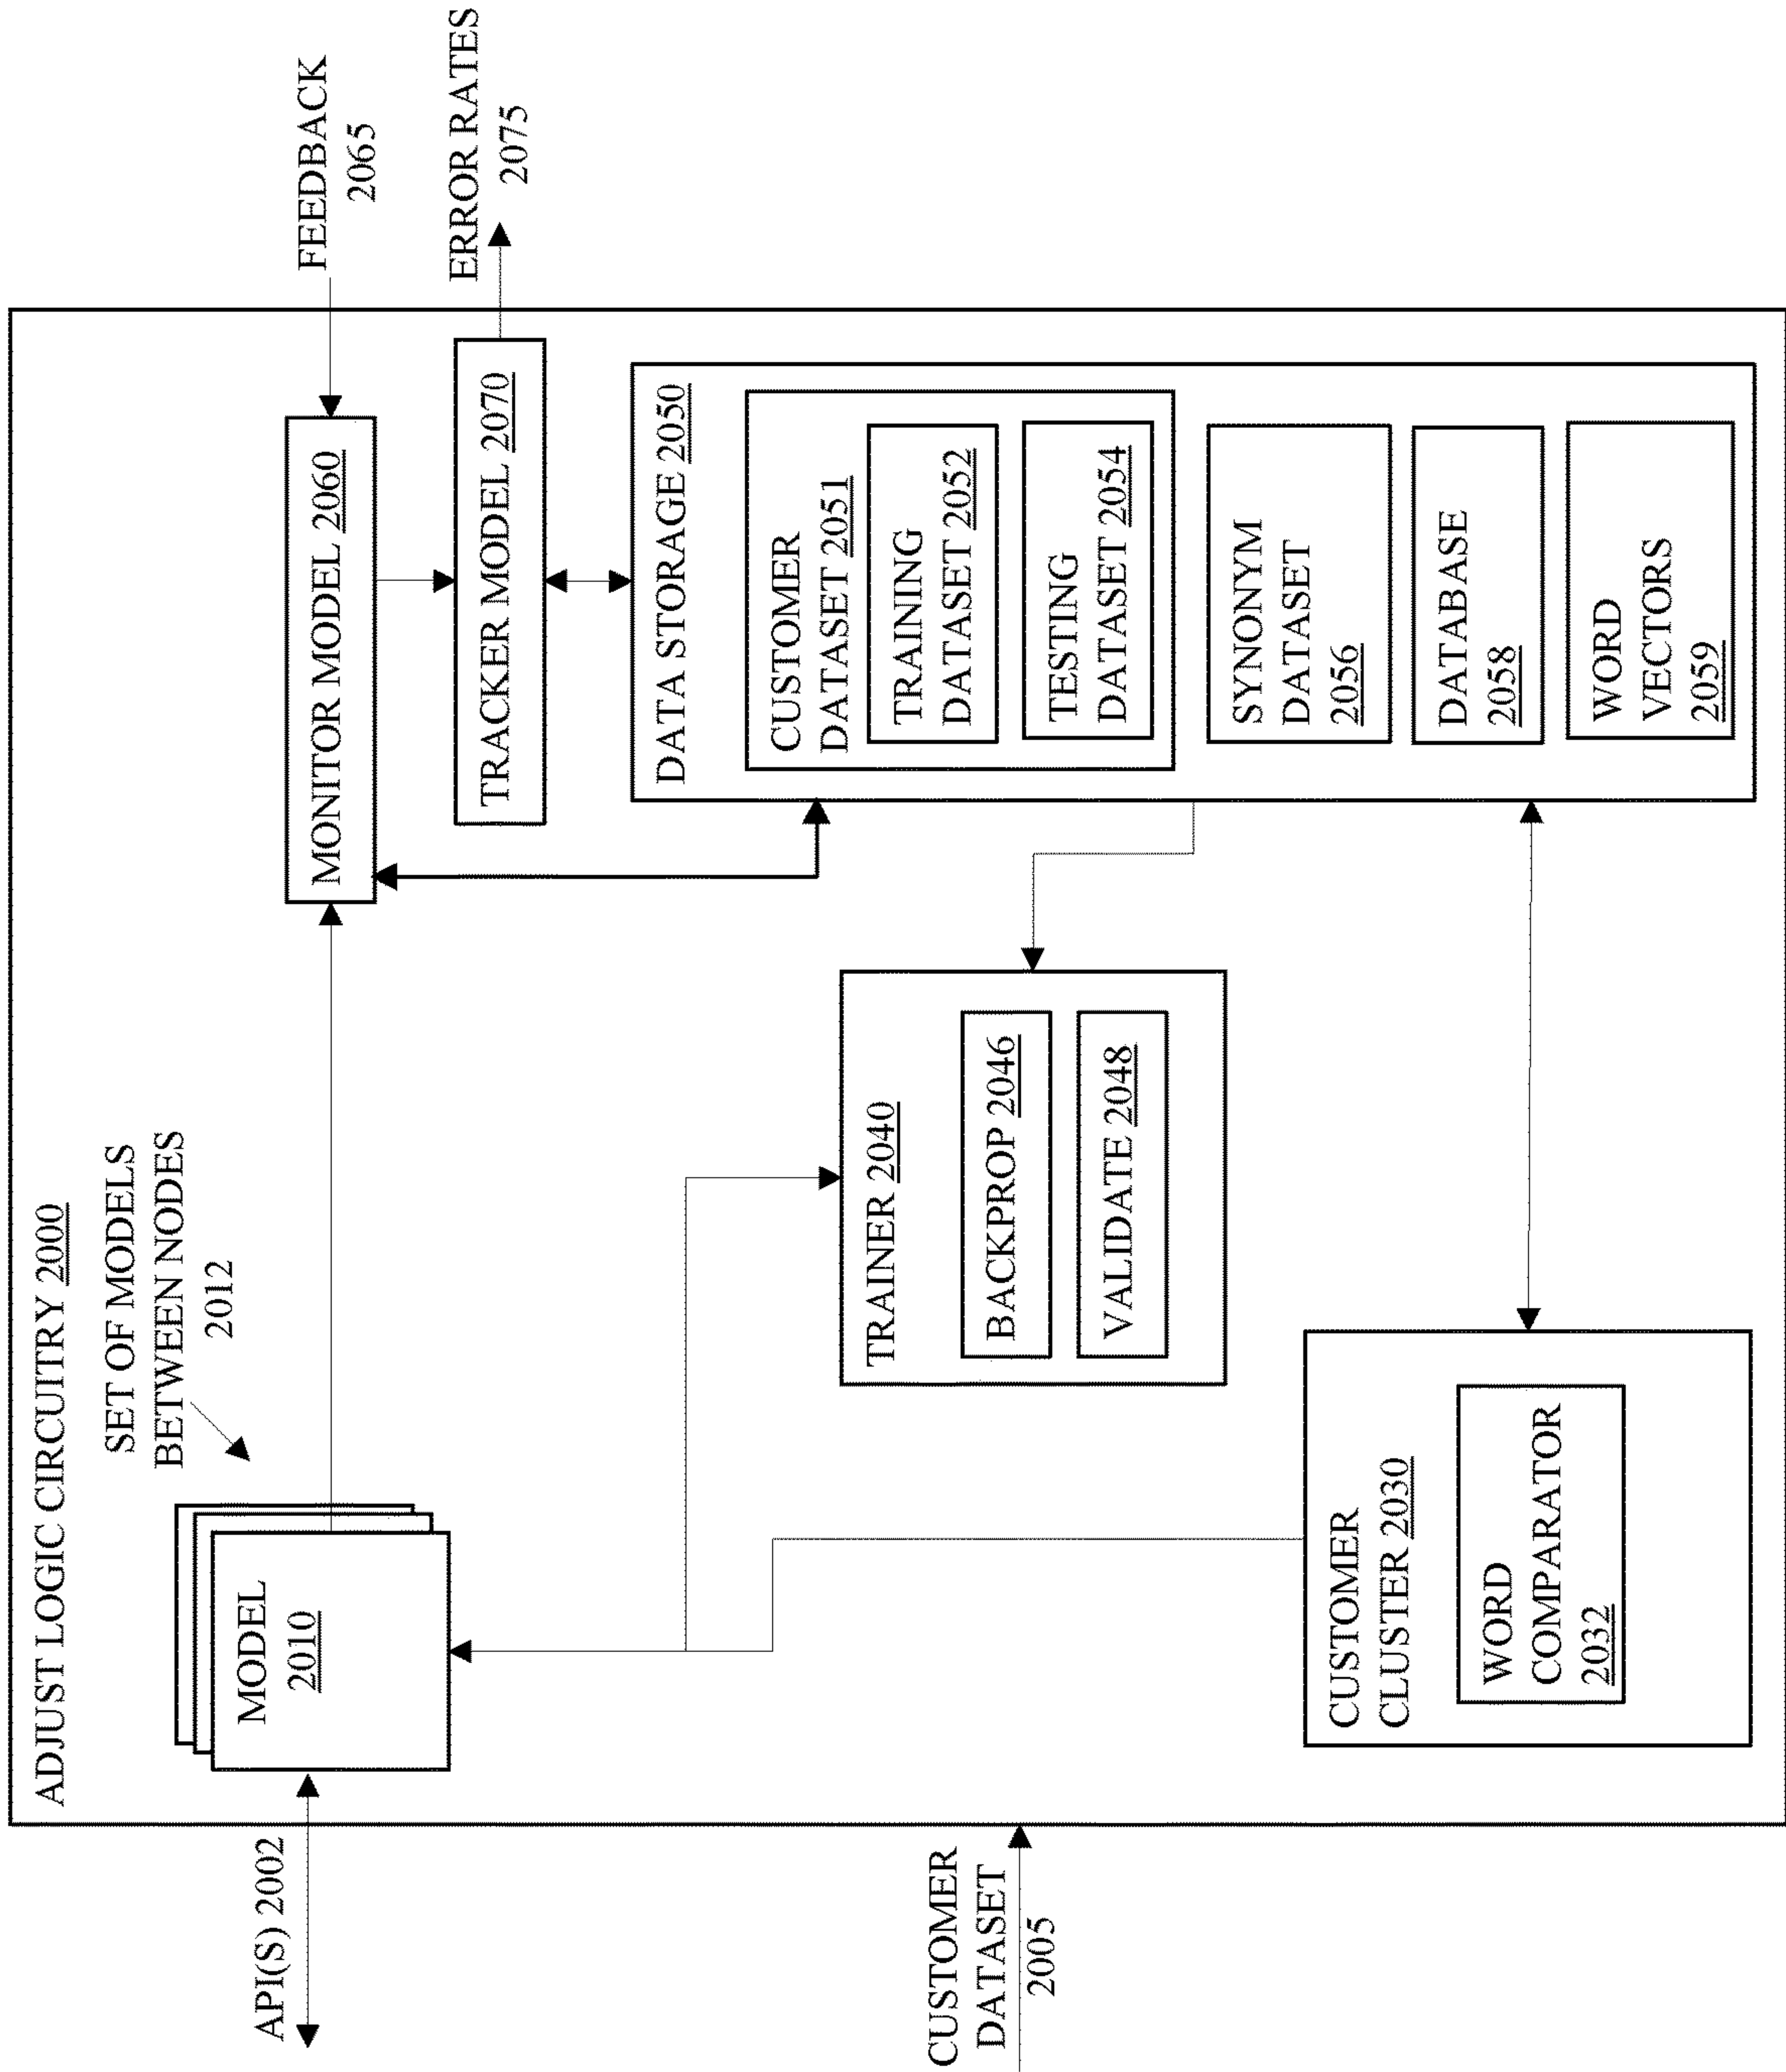 ADJUST LOGIC CIRCUITRY 2000
API(S) 2002
MODEL
2010
SET OF MODELS
BETWEEN NODES
2012
MONITOR MODEL 2060
FEEDBACK
2065
TRACKER MODEL 2070
ERROR RATES
2075
CUSTOMER
DATASET
2005
TRAINER 2040
BACKPROP 2046
VALIDATE 2048
DATA STORAGE 2050
CUSTOMER
DATASET 2051
TRAINING
DATASET 2052
TESTING
DATASET 2054
SYNONYM
DATASET
2056
DATABASE
2058
WORD
VECTORS
2059
CUSTOMER
CLUSTER 2030
WORD
COMPARATOR
2032